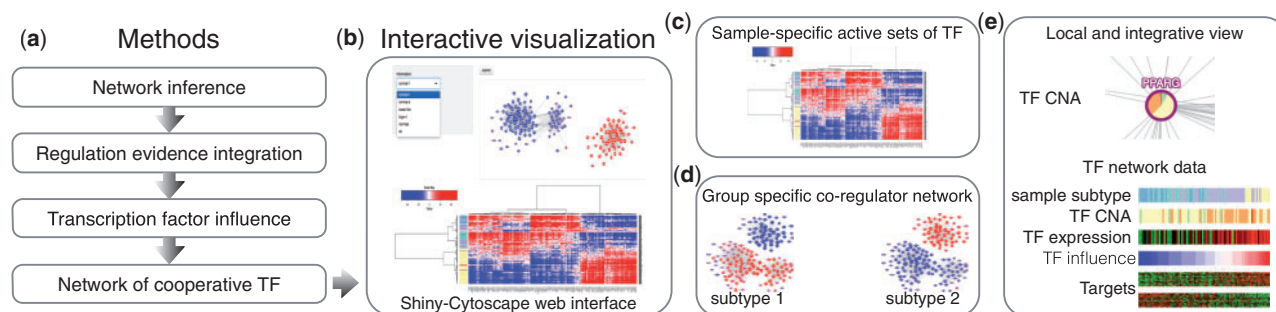 (a) Methods
Network inference
Regulation evidence integration
Transcription factor influence
Network of cooperative TF
(b) Interactive visualization
Shiny-Cytoscape web interface
(c) Sample-specific active sets of TF
(d) Group specific co-regulator network
subtype 1
subtype 2
(e) Local and integrative view
PPARG
TF CNA
TF network data
sample subtype
TF CNA
TF expression
TF influence
Targets